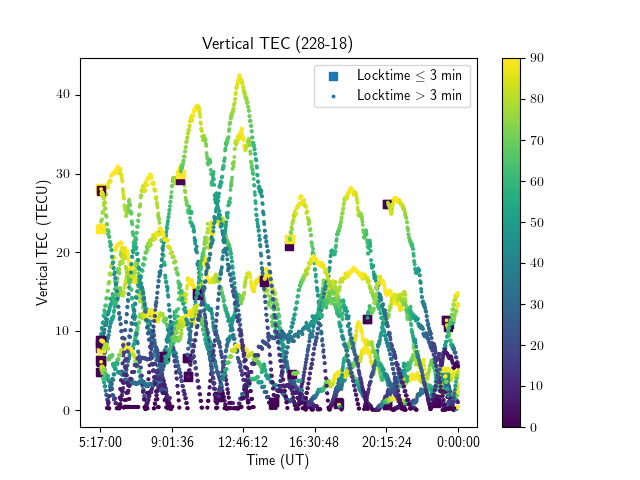 Vertical TEC (228-18)
Locktime ≤ 3 min
Locktime > 3 min
Vertical TEC (TECU)
40
30
20
10
0
5:17:00 9:01:36 12:46:12 16:30:48 20:15:24 0:00:00
Time (UT)
90
80
70
60
50
40
30
20
10
0